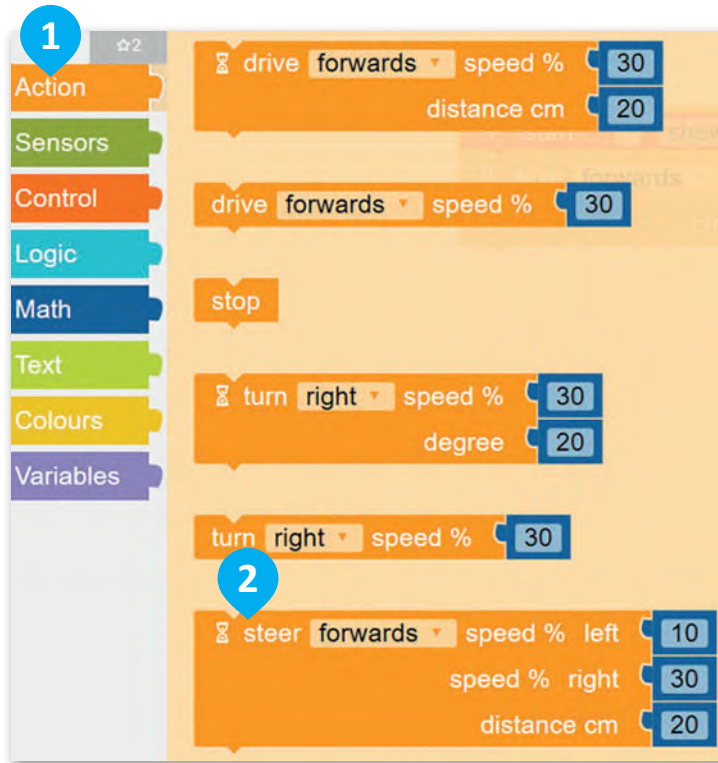 1
☆2
Action
Sensors
Control
Logic
Math
Text
Colours
Variables
drive forwards speed % 30
distance cm 20
drive forwards speed % 30
stop
turn right speed % 30
degree 20
turn right speed % 30
2
steer forwards speed % left 10
speed % right 30
distance cm 20
forwards